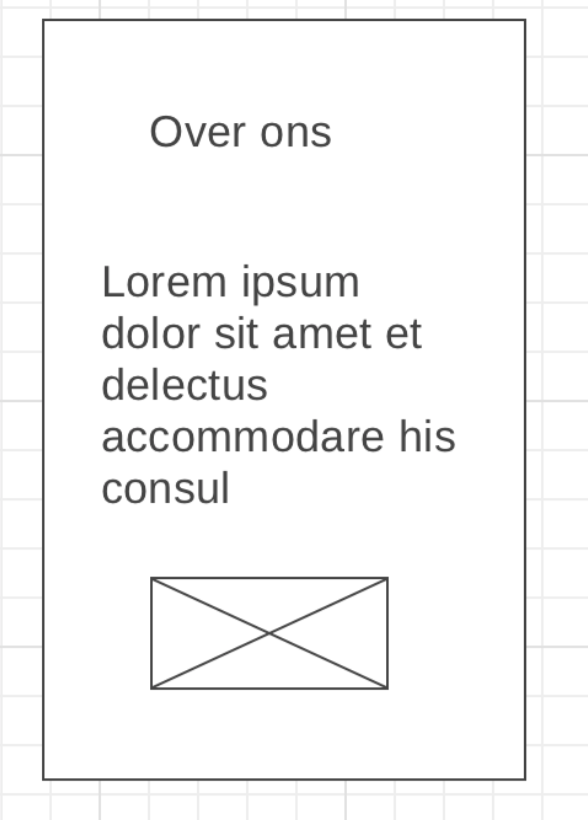 Over ons
Lorem ipsum
dolor sit amet et
delectus
accommodare his
consul